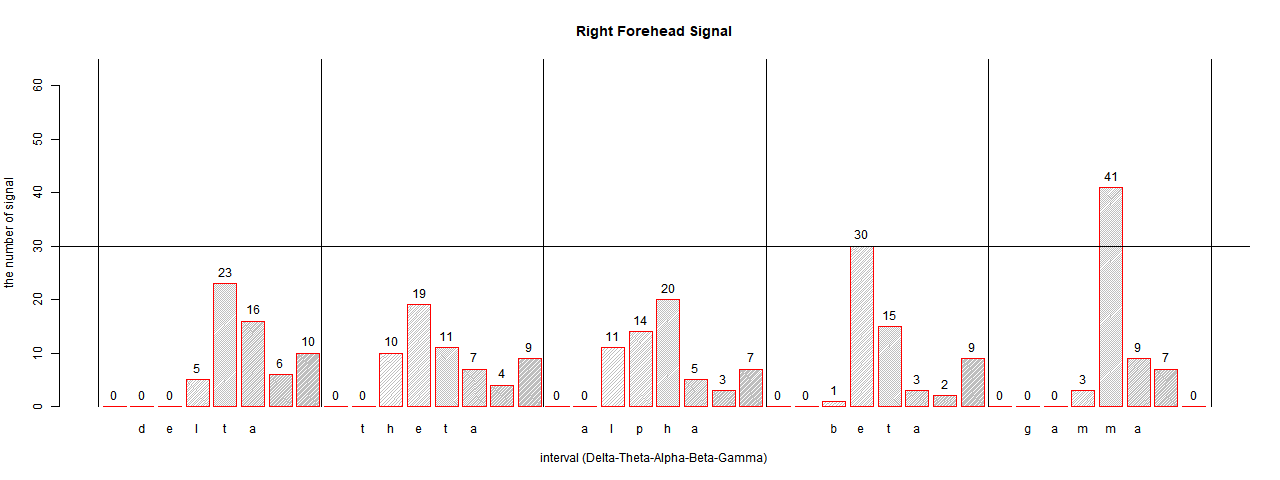 Right Forehead Signal
the number of signal
60
50
40
30
20
10
0
0 0 0 5 23 16 6 10
0 0 10 19 11 7 4 9
0 0 11 14 20 5 3 7
0 0 1 30 15 3 2 9
0 0 0 3 41 9 7 0
d e l t a t h e t a a l p h a b e t a g a m m a
interval (Delta-Theta-Alpha-Beta-Gamma)